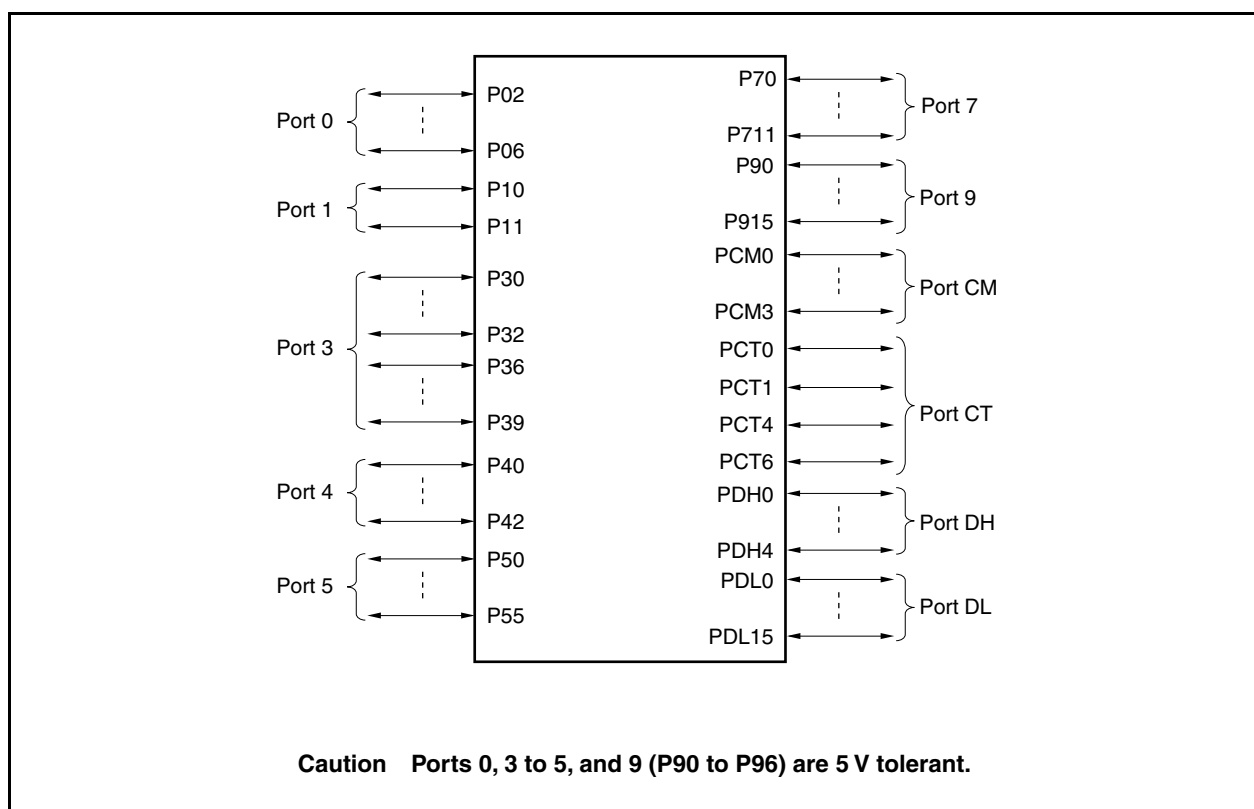 Port 0
P02
P06
Port 1
P10
P11
Port 3
P30
P32
P36
P39
Port 4
P40
P42
Port 5
P50
P55
P70
P711
Port 7
P90
P915
Port 9
PCM0
PCM3
Port CM
PCT0
PCT1
PCT4
PCT6
Port CT
PDH0
PDH4
Port DH
PDL0
PDL15
Port DL
Caution Ports 0, 3 to 5, and 9 (P90 to P96) are 5 V tolerant.